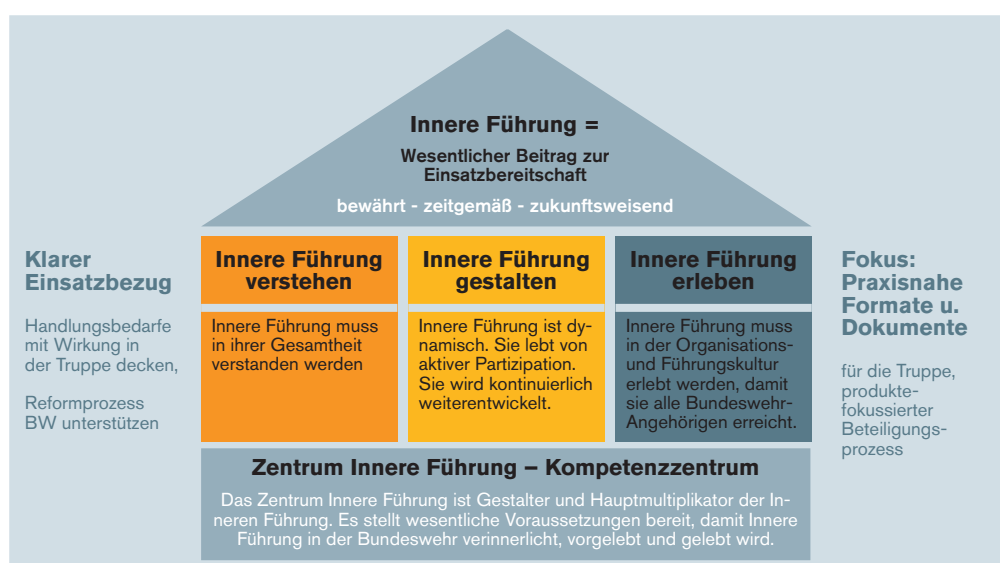 Innere Führung =
Wesentlicher Beitrag zur
Einsatzbereitschaft
bewährt - zeitgemäß - zukunftsweisend
Klarer
Einsatzbezug
Handlungsbedarfe
mit Wirkung in
der Truppe decken,
Reformprozess
BW unterstützen
Innere Führung
verstehen
Innere Führung muss
in ihrer Gesamtheit
verstanden werden
Innere Führung
gestalten
Innere Führung ist dy-
namisch. Sie lebt von
aktiver Partizipation.
Sie wird kontinuierlich
weiterentwickelt.
Innere Führung
erleben
Innere Führung muss
in der Organisations-
und Führungskultur
erlebt werden, damit
sie alle Bundeswehr-
Angehörigen erreicht.
Fokus:
Praxisnahe
Formate u.
Dokumente
für die Truppe,
produkte-
fokussierter
Beteiligungs-
prozess
Zentrum Innere Führung – Kompetenzzentrum
Das Zentrum Innere Führung ist Gestalter und Hauptmultiplikator der In-
neren Führung. Es stellt wesentliche Voraussetzungen bereit, damit Innere
Führung in der Bundeswehr verinnerlicht, vorgelebt und gelebt wird.